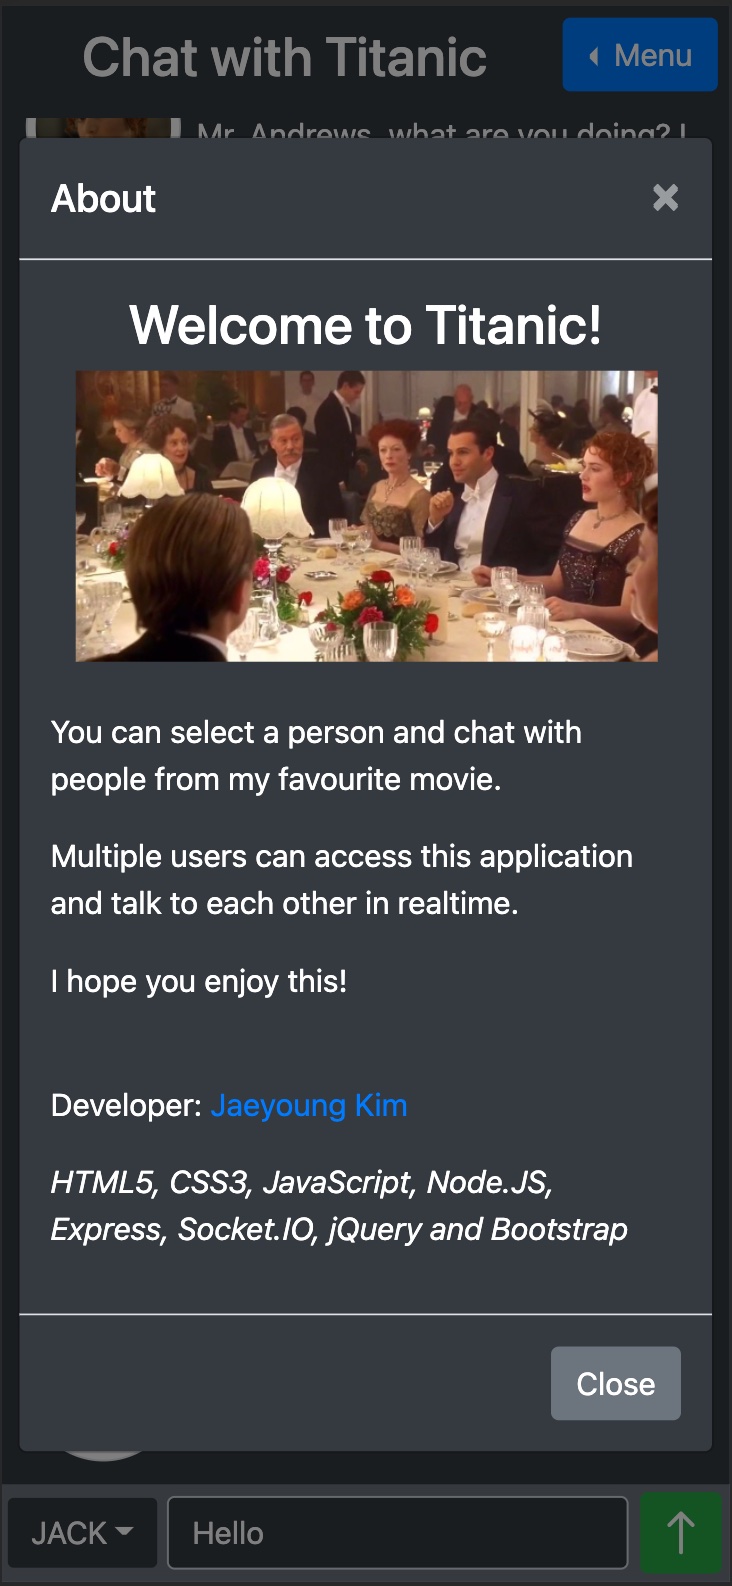 Chat with Titanic
Menu
Mr. Andrews, what are you doing? I
About
×
Welcome to Titanic!
You can select a person and chat with
people from my favourite movie.
Multiple users can access this application
and talk to each other in realtime.
I hope you enjoy this!
Developer: Jaeyoung Kim
HTML5, CSS3, JavaScript, Node.JS,
Express, Socket.IO, jQuery and Bootstrap
Close
JACK
Hello